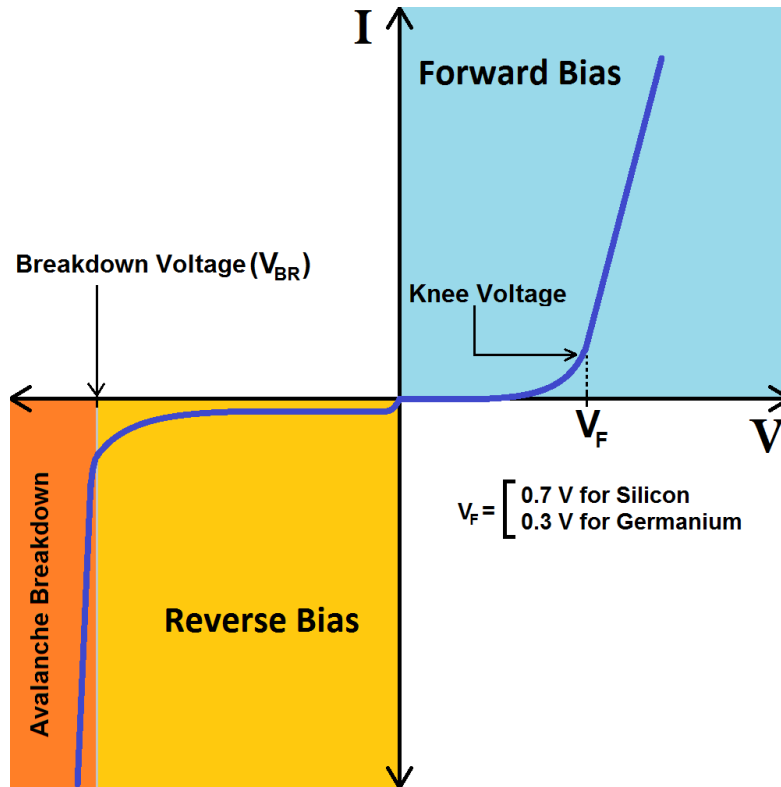 I
Forward Bias
Breakdown Voltage (VBR)
Knee Voltage
VF
V
VF = [ 0.7 V for Silicon
0.3 V for Germanium
Avalanche Breakdown
Reverse Bias